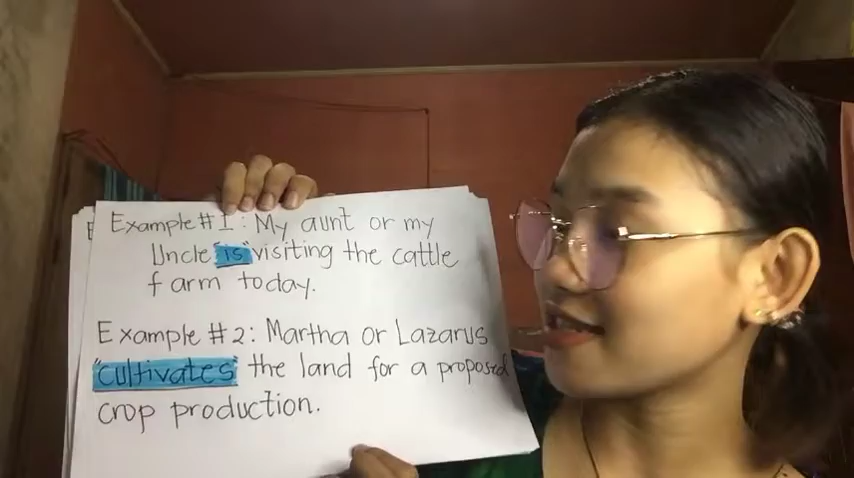 Example #1: My aunt or my
Uncle "is" visiting the cattle
farm today.
Example #2: Martha or Lazarus
"cultivates" the land for a proposed
crop production.